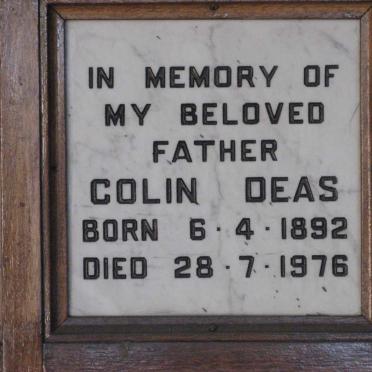 IN MEMORY OF
MY BELOVED
FATHER
COLIN DEAS
BORN 6·4·1892
DIED 28·7·1976